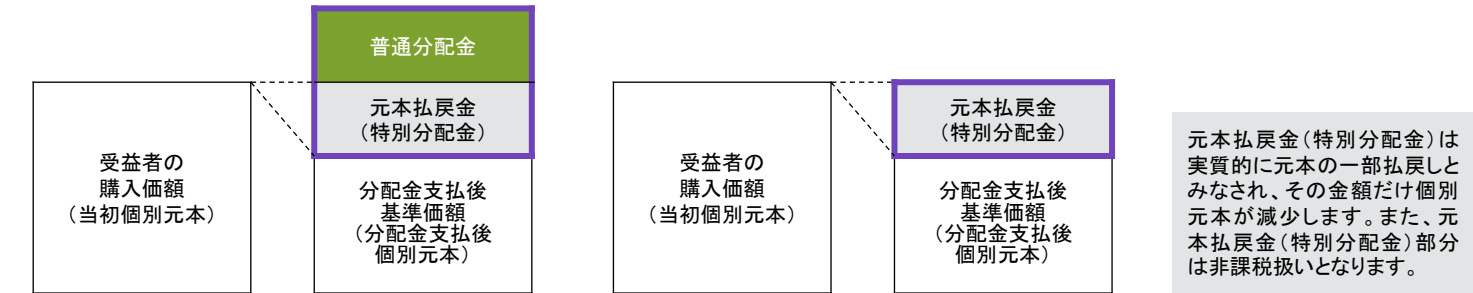 普通分配金
元本払戻金
（特別分配金）
受益者の
購入価額
（当初個別元本）
分配金支払後
基準価額
（分配金支払後
個別元本）
元本払戻金
（特別分配金）
受益者の
購入価額
（当初個別元本）
分配金支払後
基準価額
（分配金支払後
個別元本）
元本払戻金（特別分配金）は
実質的に元本の一部払戻しと
みなされ、その金額だけ個別
元本が減少します。また、元
本払戻金（特別分配金）部分
は非課税扱いとなります。